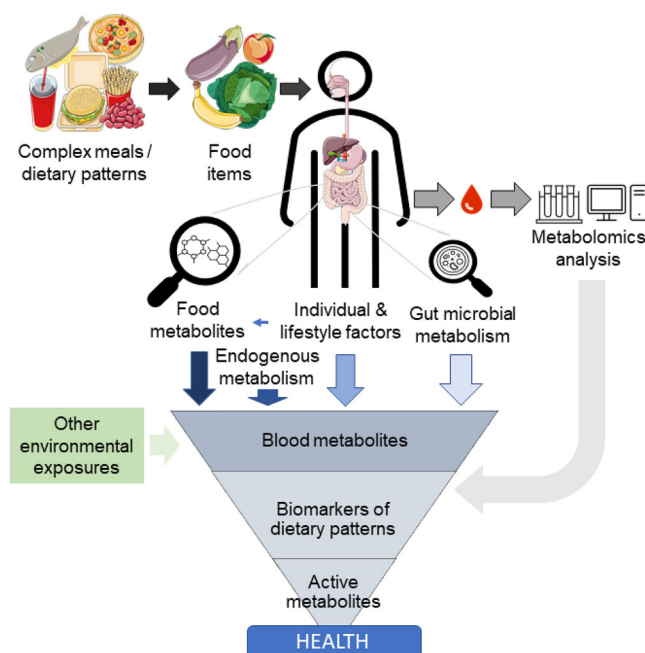 Complex meals /
dietary patterns
Food
items
Metabolomics
analysis
Food
metabolites
Individual &
lifestyle factors
Gut microbial
metabolism
Endogenous
metabolism
Other
environmental
exposures
Blood metabolites
Biomarkers of
dietary patterns
Active
metabolites
HEALTH